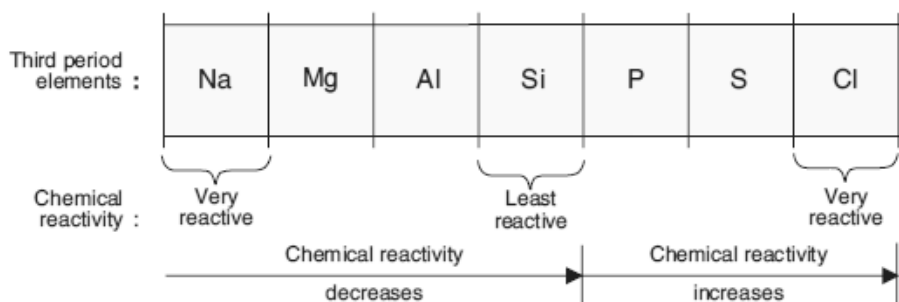 Third period
elements :
Na Mg Al Si P S Cl
Chemical
reactivity :
Very
reactive
Least
reactive
Very
reactive
Chemical reactivity
decreases
Chemical reactivity
increases